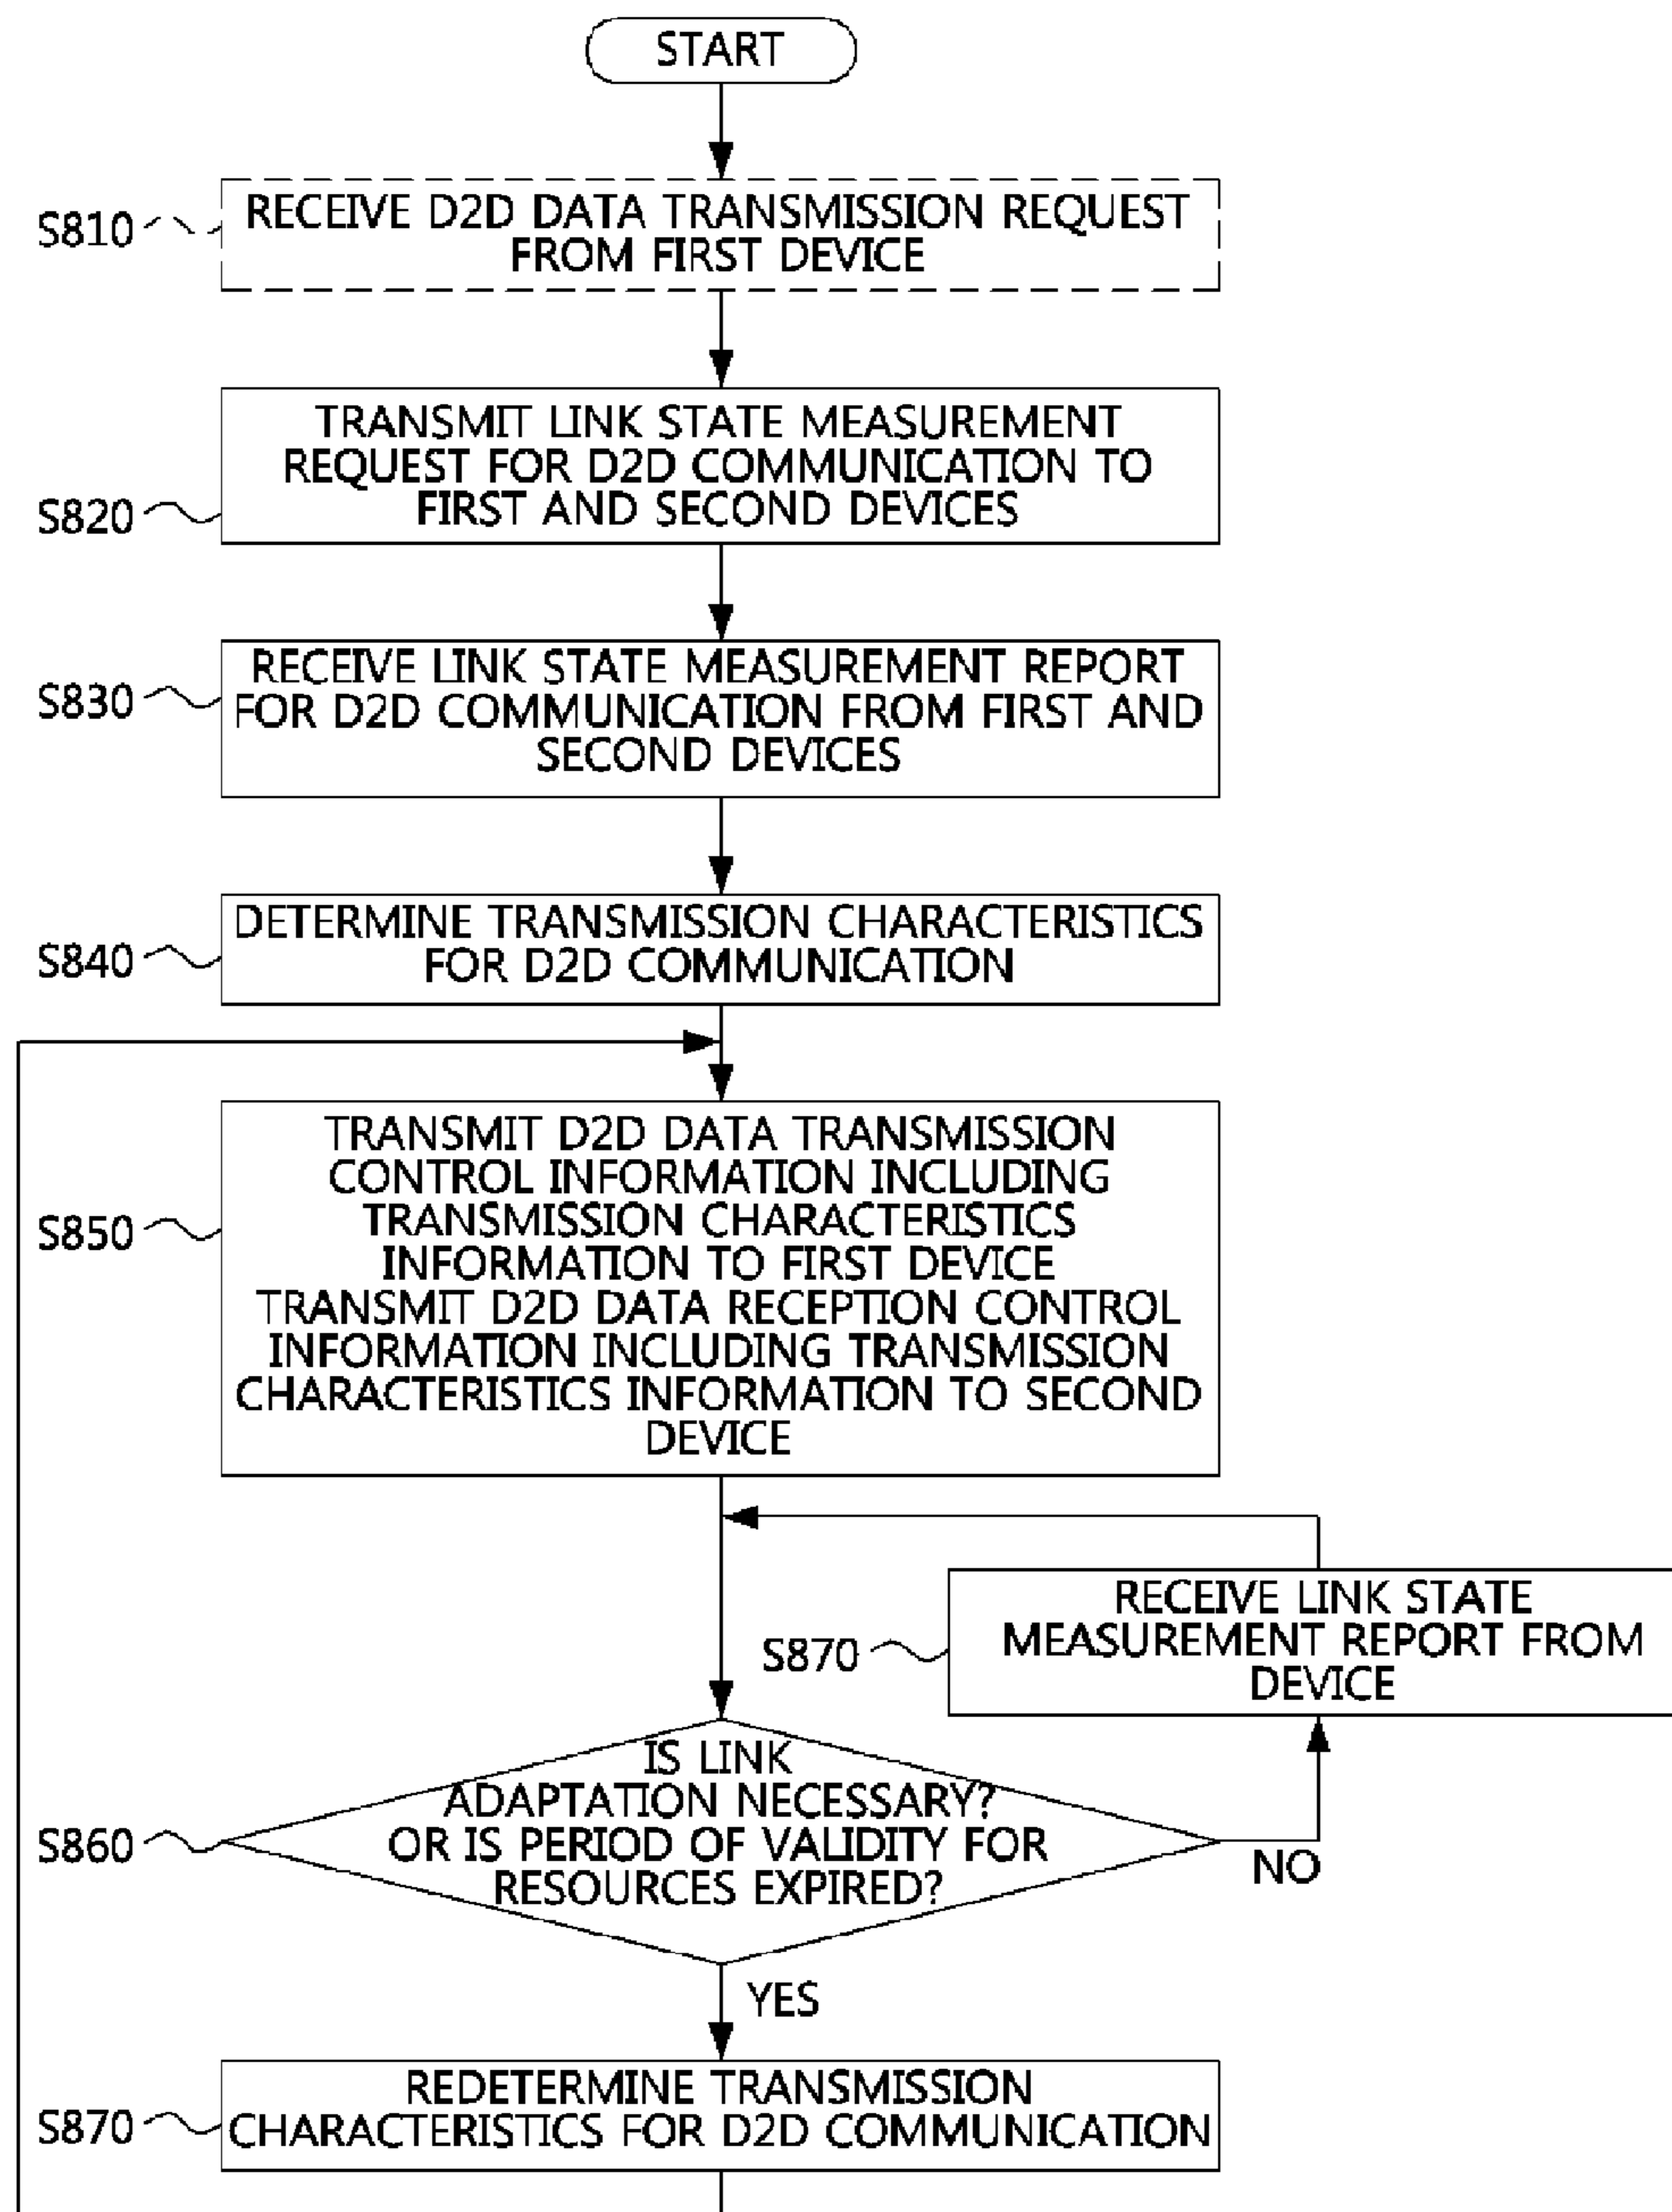 START
S810
RECEIVE D2D DATA TRANSMISSION REQUEST
FROM FIRST DEVICE
S820
TRANSMIT LINK STATE MEASUREMENT
REQUEST FOR D2D COMMUNICATION TO
FIRST AND SECOND DEVICES
S830
RECEIVE LINK STATE MEASUREMENT REPORT
FOR D2D COMMUNICATION FROM FIRST AND
SECOND DEVICES
S840
DETERMINE TRANSMISSION CHARACTERISTICS
FOR D2D COMMUNICATION
S850
TRANSMIT D2D DATA TRANSMISSION
CONTROL INFORMATION INCLUDING
TRANSMISSION CHARACTERISTICS
INFORMATION TO FIRST DEVICE
TRANSMIT D2D DATA RECEPTION CONTROL
INFORMATION INCLUDING TRANSMISSION
CHARACTERISTICS INFORMATION TO SECOND
DEVICE
S870
RECEIVE LINK STATE
MEASUREMENT REPORT FROM
DEVICE
S860
IS LINK
ADAPTATION NECESSARY?
OR IS PERIOD OF VALIDITY FOR
RESOURCES EXPIRED?
NO
YES
S870
REDETERMINE TRANSMISSION
CHARACTERISTICS FOR D2D COMMUNICATION